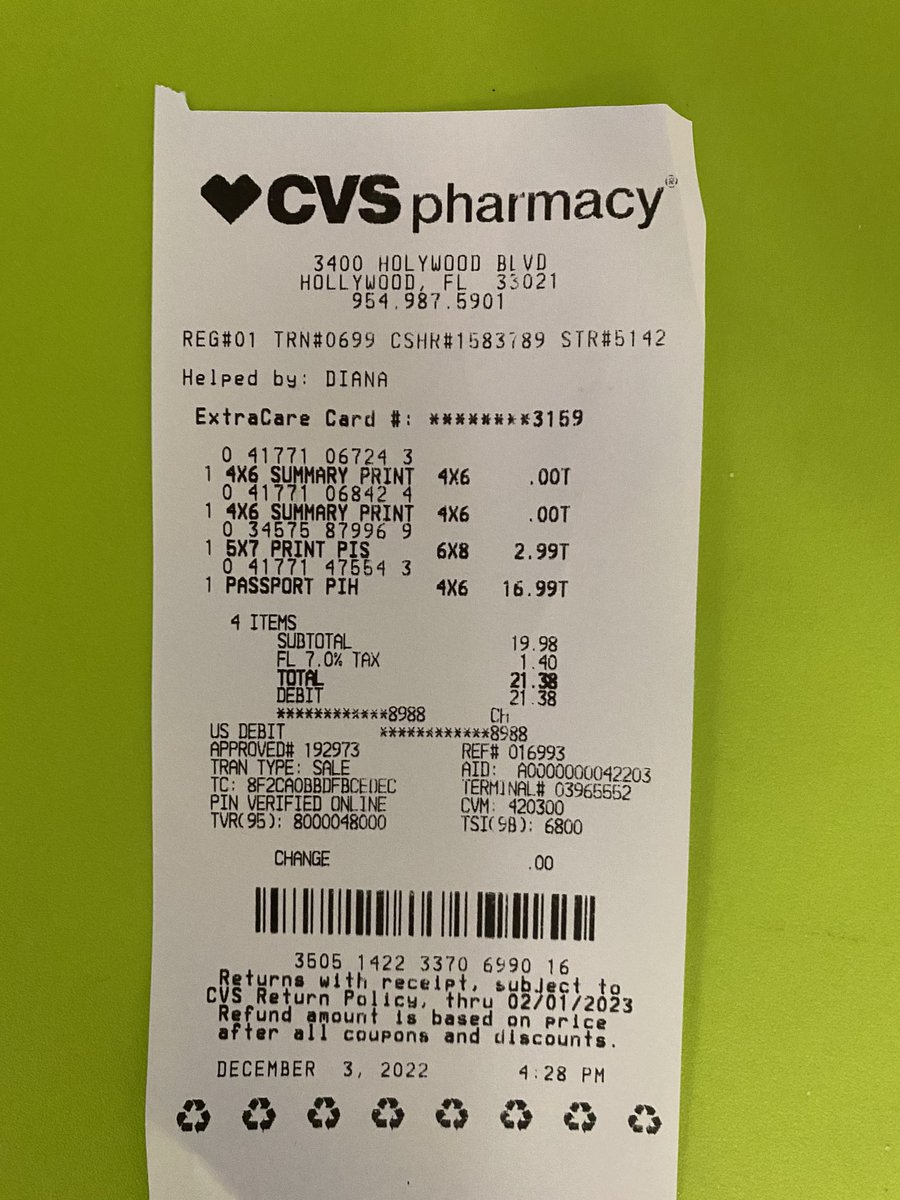 CVS pharmacy®
3400 HOLYWOOD BLVD
HOLLYWOOD, FL 33021
954.987.5901
REG#01 TRN#0699 CSHR#1583789 STR#5142
Helped by: DIANA
ExtraCare Card #: ********3159
0 41771 06724 3
1 4X6 SUMMARY PRINT 4X6 .00T
0 41771 06842 4
1 4X6 SUMMARY PRINT 4X6 .00T
0 34575 87996 9
1 5X7 PRINT PIS 6X8 2.99T
0 41771 47554 3
1 PASSPORT PIH 4X6 16.99T
4 ITEMS
SUBTOTAL 19.98
FL 7.0% TAX 1.40
TOTAL 21.38
DEBIT 21.38
************8988 CH
US DEBIT ************8988
APPROVED# 192973 REF# 016993
TRAN TYPE: SALE AID: A0000000042203
TC: 8F2CA0BBDFBCEDEC TERMINAL# 03965552
PIN VERIFIED ONLINE CVM: 420300
TVR(95): 8000048000 TSI(9B): 6800
CHANGE .00
3505 1422 3370 6990 16
Returns with receipt, subject to
CVS Return Policy, thru 02/01/2023
Refund amount is based on price
after all coupons and discounts.
DECEMBER 3, 2022 4:28 PM